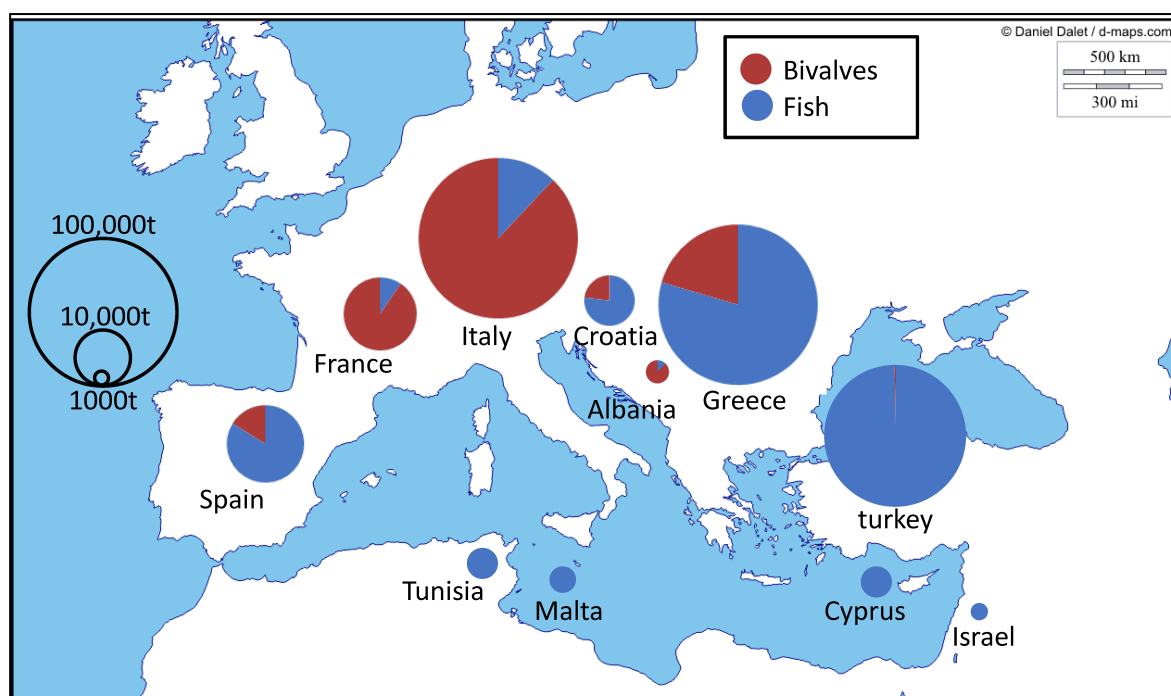 © Daniel Dalet / d-maps.com
500 km
300 mi
Bivalves
Fish
100,000t
10,000t
1000t
Italy
Croatia
France
Albania
Greece
Spain
turkey
Tunisia
Malta
Cyprus
Israel